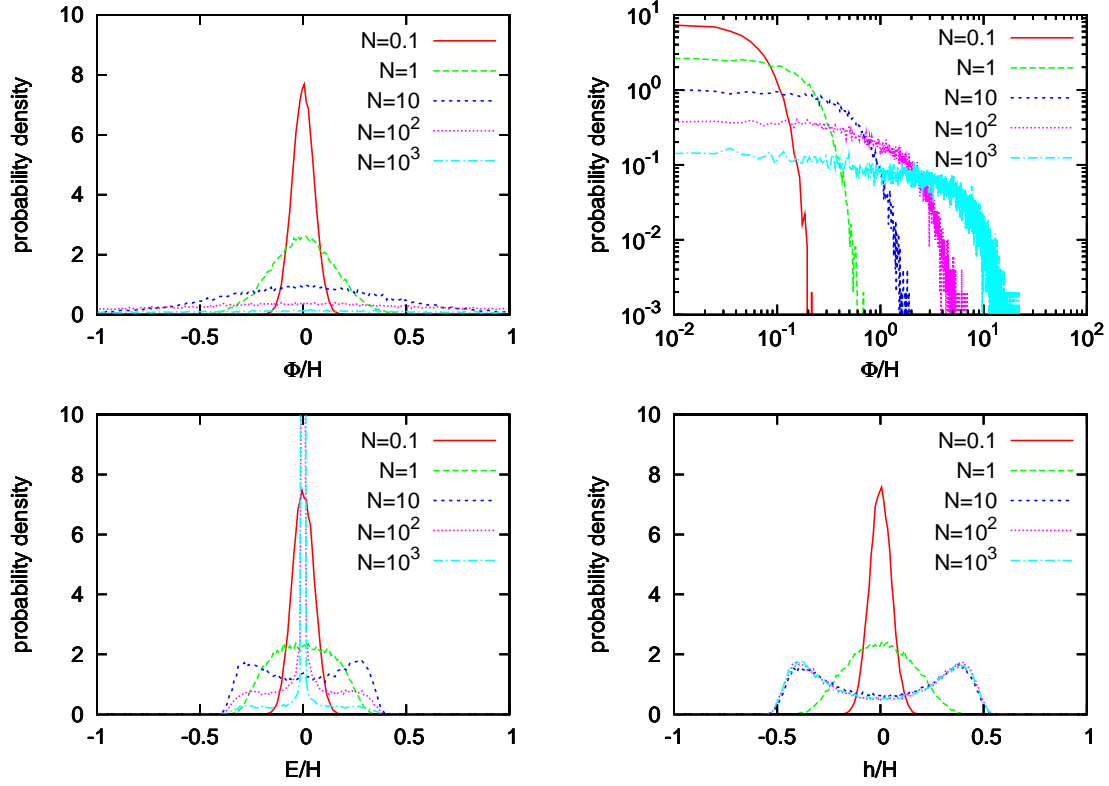 probability density
10
8
6
4
2
0
N=0.1
N=1
N=10
N=10²
N=10³
-1
-0.5
0
0.5
1
Φ/H
probability density
10¹
10⁰
10⁻¹
10⁻²
10⁻³
N=0.1
N=1
N=10
N=10²
N=10³
10⁻²
10⁻¹
10⁰
10¹
10²
Φ/H
probability density
10
8
6
4
2
0
N=0.1
N=1
N=10
N=10²
N=10³
-1
-0.5
0
0.5
1
E/H
probability density
10
8
6
4
2
0
N=0.1
N=1
N=10
N=10²
N=10³
-1
-0.5
0
0.5
1
h/H